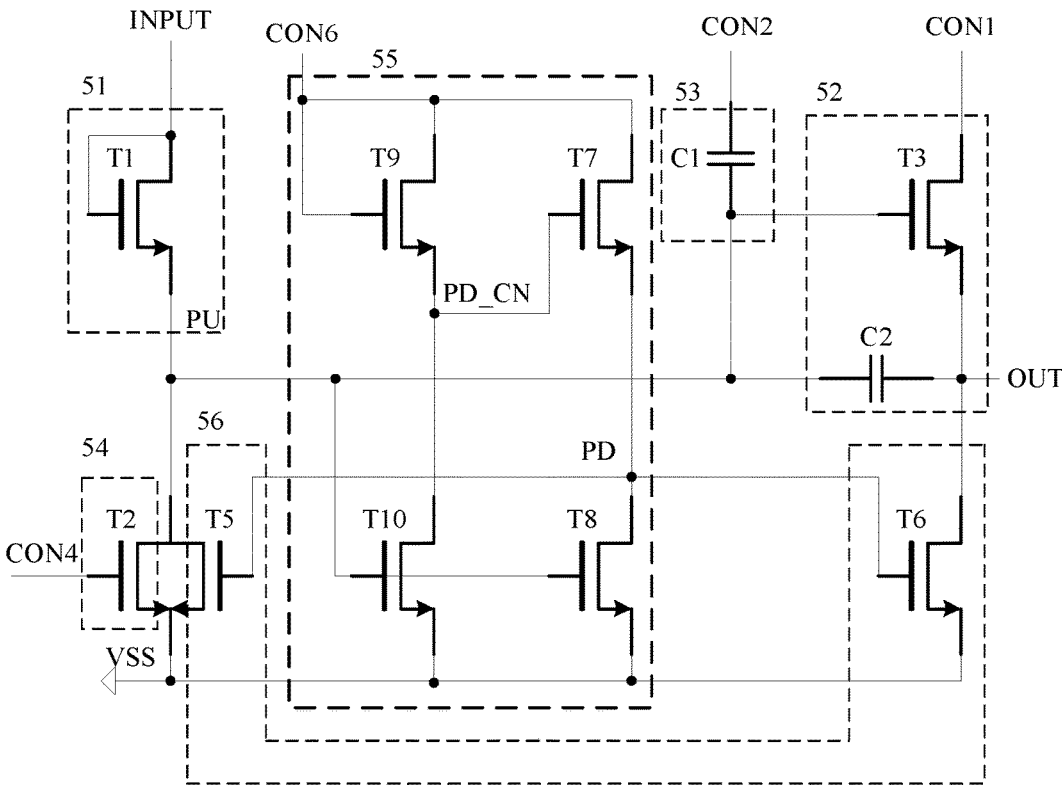 INPUT
CON6
CON2
CON1
51
55
53
52
T1
T9
T7
C1
T3
PD_CN
PU
C2
OUT
54
56
PD
T2
T5
T10
T8
T6
CON4
VSS